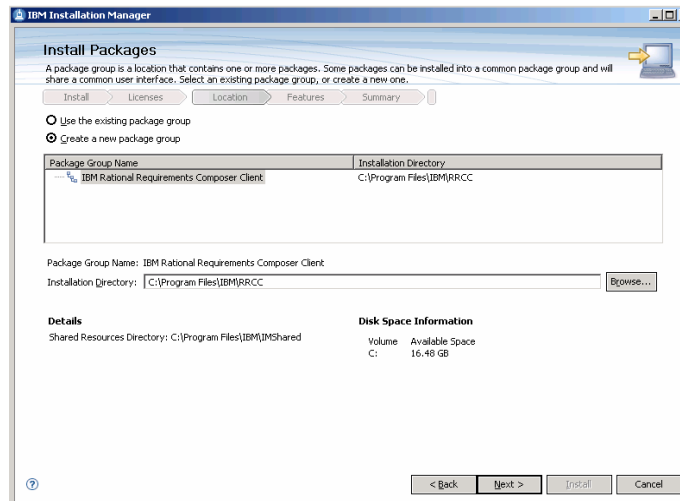 IBM Installation Manager
Install Packages
A package group is a location that contains one or more packages. Some packages can be installed into a common package group and will
share a common user interface. Select an existing package group, or create a new one.
Install Licenses Location Features Summary
Use the existing package group
Create a new package group
Package Group Name Installation Directory
IBM Rational Requirements Composer Client C:\Program Files\IBM\RRCC
Package Group Name: IBM Rational Requirements Composer Client
Installation Directory: C:\Program Files\IBM\RRCC Browse...
Details Disk Space Information
Shared Resources Directory: C:\Program Files\IBM\IMShared Volume Available Space
C: 16.48 GB
? < Back Next > Install Cancel